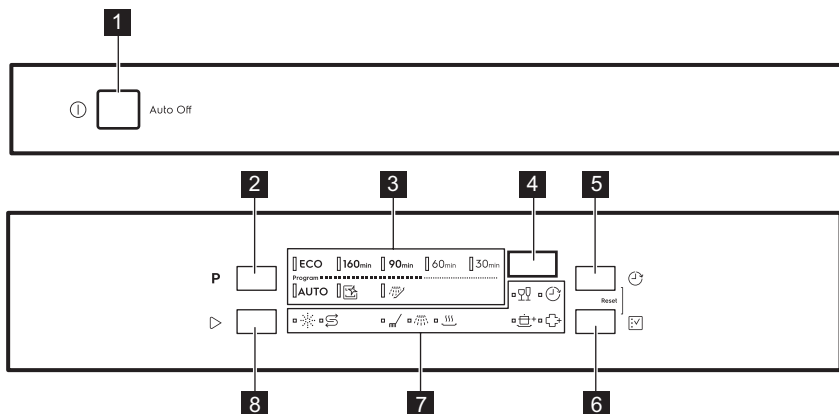 1
Auto Off
2 3 4 5
P ECO 160min 90min 60min 30min
Program
AUTO
Reset
8 7 6